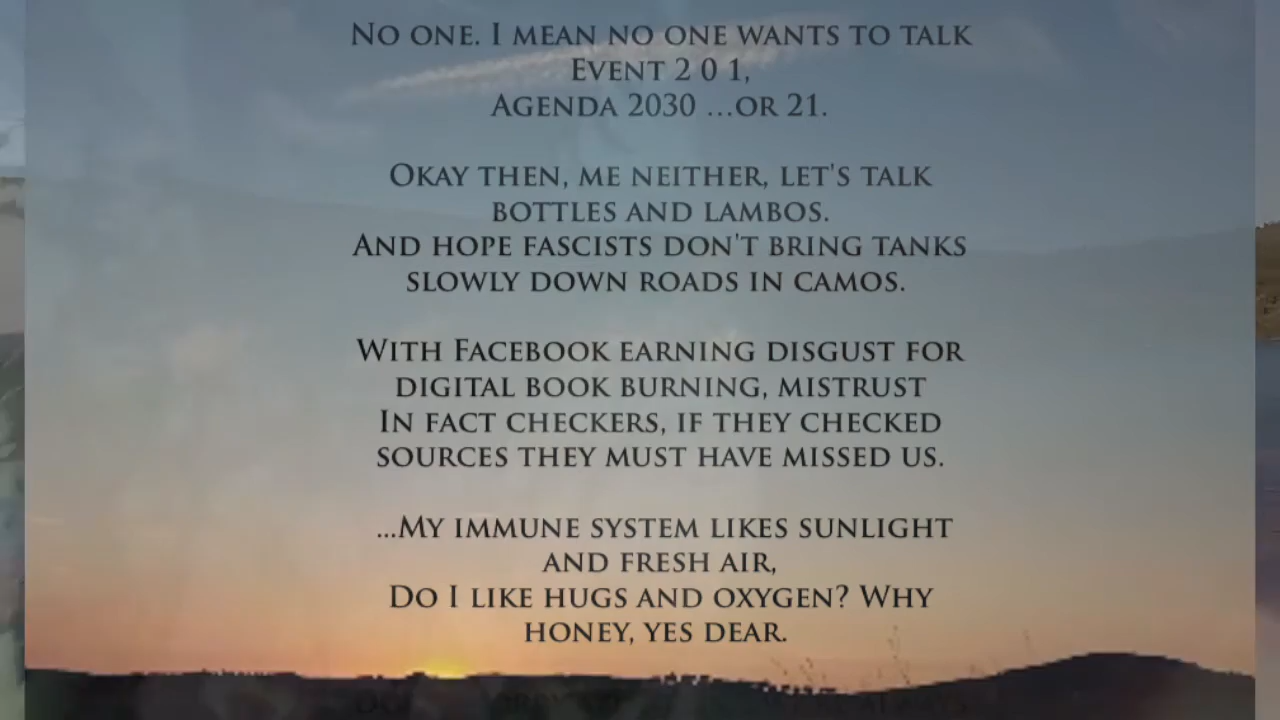 No one. I mean no one wants to talk
Event 2 0 1,
Agenda 2030 ...or 21.
Okay then, me neither, let's talk
bottles and lambos.
And hope fascists don't bring tanks
slowly down roads in camos.
With Facebook earning disgust for
digital book burning, mistrust
In fact checkers, if they checked
sources they must have missed us.
...My immune system likes sunlight
and fresh air,
Do I like hugs and oxygen? Why
honey, yes dear.